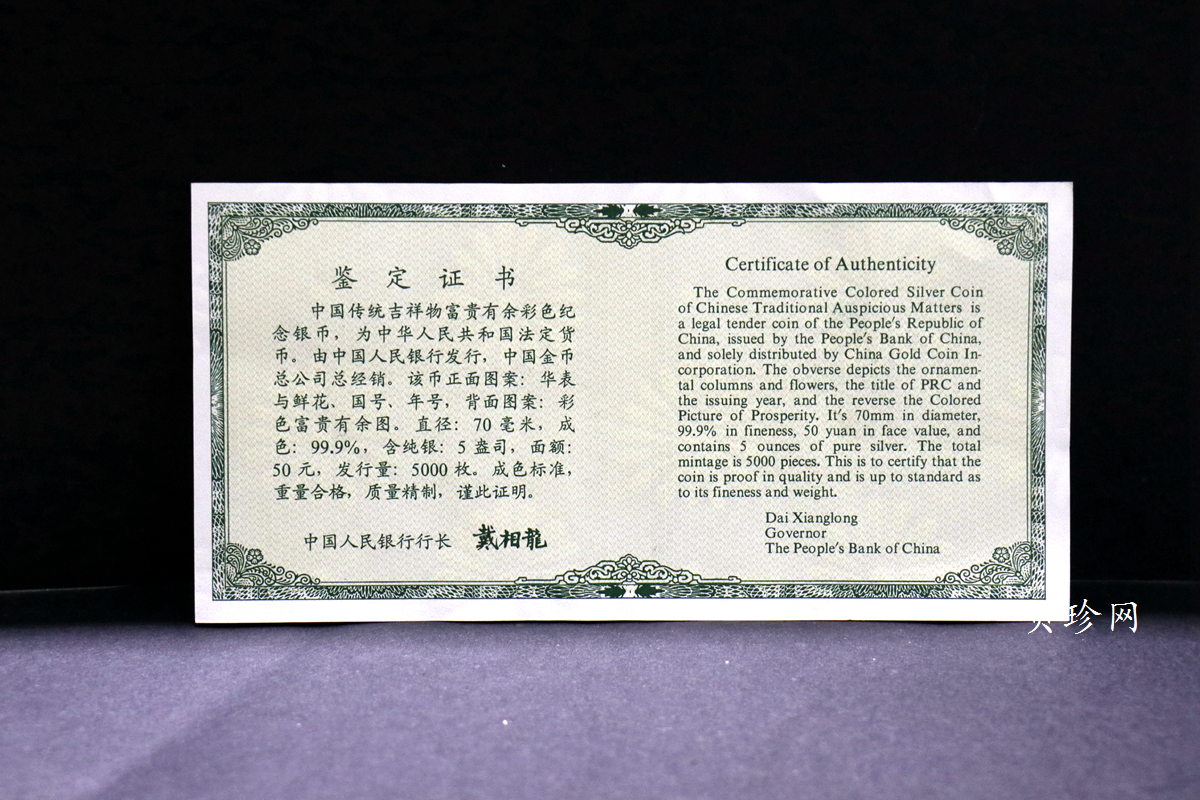 鉴定证书
中国传统吉祥物富贵有余彩色纪
念银币，为中华人民共和国法定货
币。由中国人民银行发行，中国金币
总公司总经销。该币正面图案：华表
与鲜花、国号、年号，背面图案：彩
色富贵有余图。直径：70 毫米，成
色：99.9%，含纯银：5 盎司，面额：
50 元，发行量：5000 枚。成色标准，
重量合格，质量精制，谨此证明。
中国人民银行行长 戴相龍
Certificate of Authenticity
The Commemorative Colored Silver Coin
of Chinese Traditional Auspicious Matters is
a legal tender coin of the People's Republic of
China, issued by the People's Bank of China,
and solely distributed by China Gold Coin In-
corporation. The obverse depicts the ornamen-
tal columns and flowers, the title of PRC and
the issuing year, and the reverse the Colored
Picture of Prosperity. It's 70mm in diameter,
99.9% in fineness, 50 yuan in face value, and
contains 5 ounces of pure silver. The total
mintage is 5000 pieces. This is to certify that the
coin is proof in quality and is up to standard as
to its fineness and weight.
Dai Xianglong
Governor
The People's Bank of China
珍网